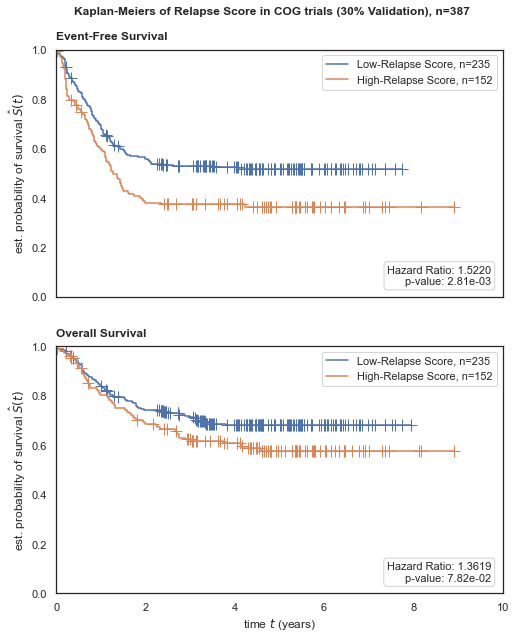 Kaplan-Meiers of Relapse Score in COG trials (30% Validation), n=387
Event-Free Survival
1.0
0.8
0.6
0.4
0.2
0.0
est. probability of survival Ŝ(t)
Low-Relapse Score, n=235
High-Relapse Score, n=152
Hazard Ratio: 1.5220
p-value: 2.81e-03
Overall Survival
1.0
0.8
0.6
0.4
0.2
0.0
est. probability of survival Ŝ(t)
Low-Relapse Score, n=235
High-Relapse Score, n=152
Hazard Ratio: 1.3619
p-value: 7.82e-02
0 2 4 6 8 10
time t (years)